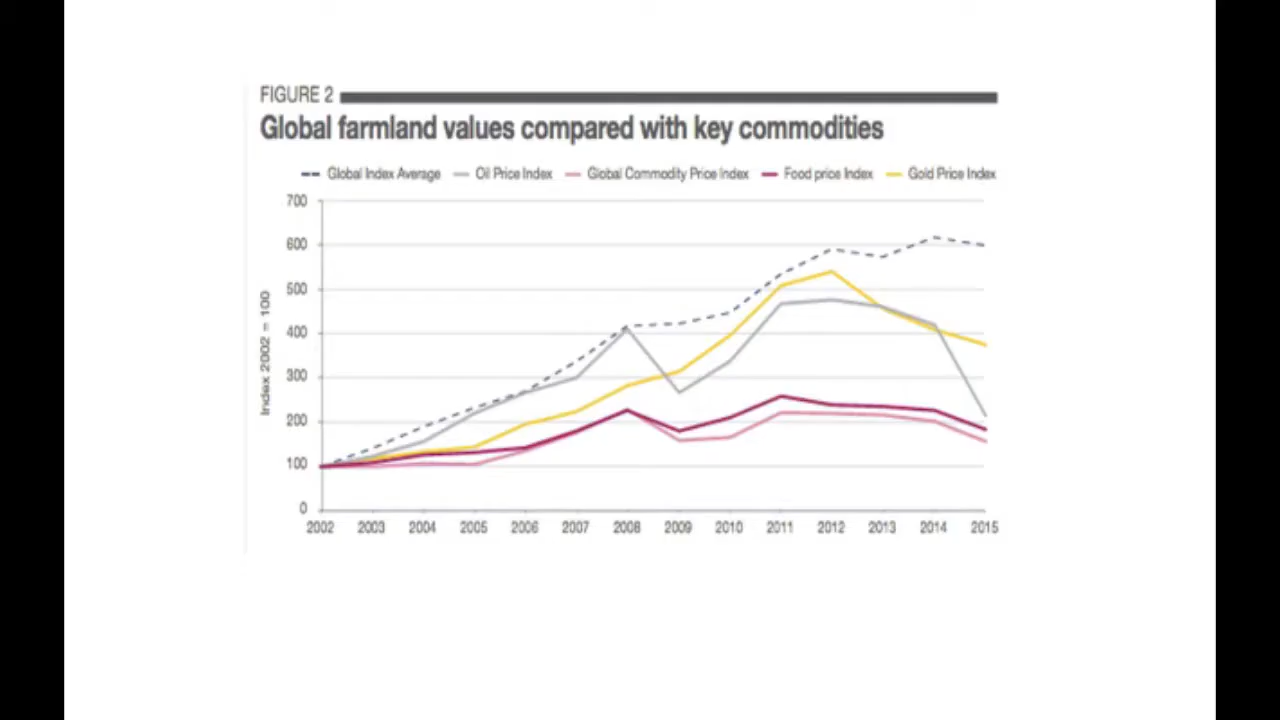 FIGURE 2
Global farmland values compared with key commodities
Global Index Average Oil Price Index Global Commodity Price Index Food price Index Gold Price Index
700
600
500
400
300
200
100
0
Index 2002 = 100
2002 2003 2004 2005 2006 2007 2008 2009 2010 2011 2012 2013 2014 2015